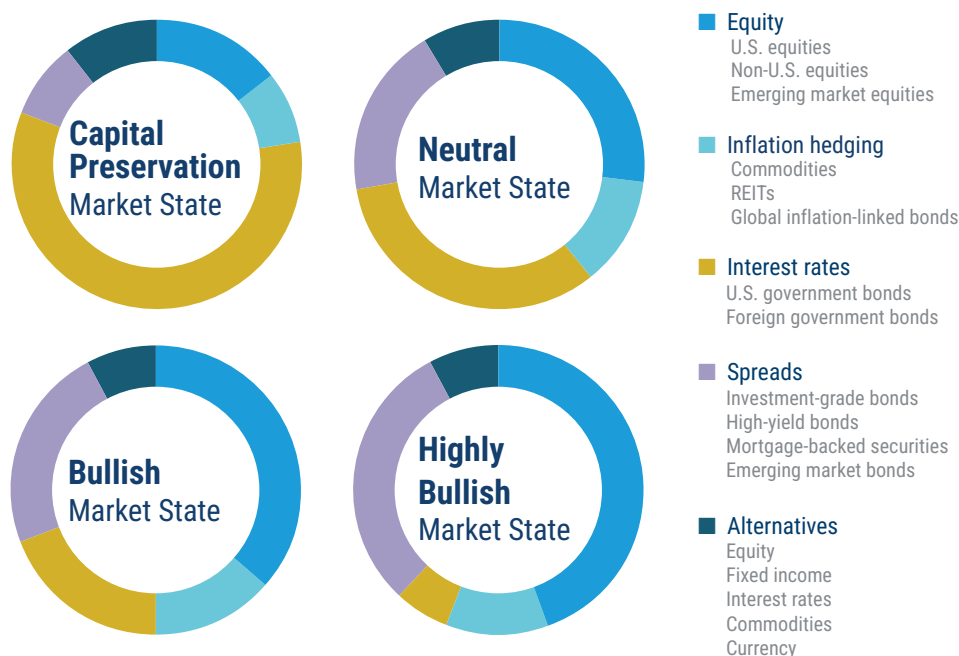 Capital
Preservation
Market State
Neutral
Market State
Bullish
Market State
Highly
Bullish
Market State
Equity
U.S. equities
Non-U.S. equities
Emerging market equities
Inflation hedging
Commodities
REITs
Global inflation-linked bonds
Interest rates
U.S. government bonds
Foreign government bonds
Spreads
Investment-grade bonds
High-yield bonds
Mortgage-backed securities
Emerging market bonds
Alternatives
Equity
Fixed income
Interest rates
Commodities
Currency